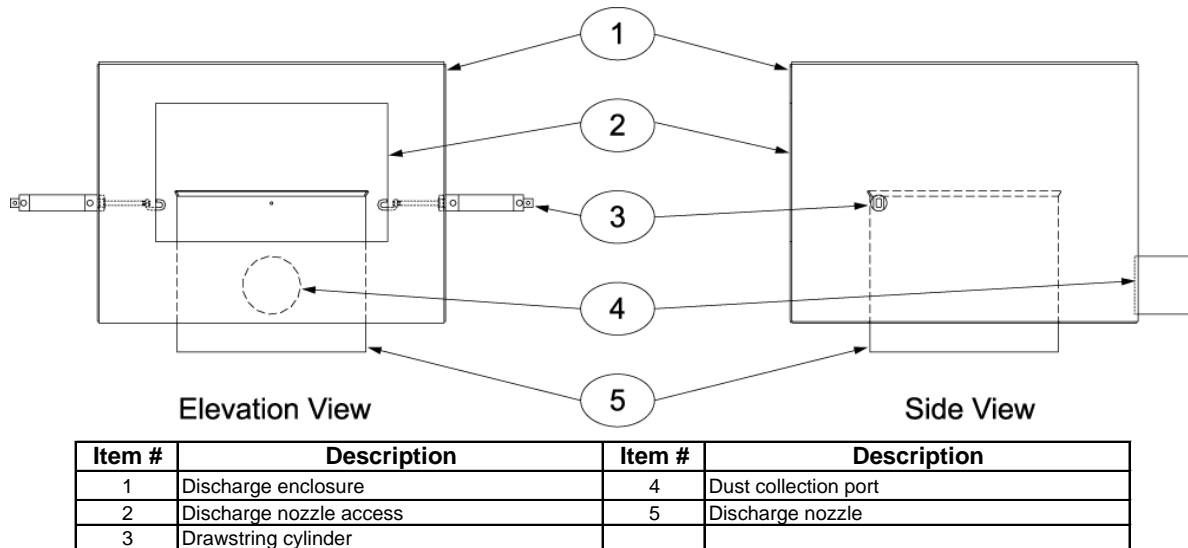 1
2
3
4
5
Elevation View
Side View
Item # Description Item # Description
1 Discharge enclosure 4 Dust collection port
2 Discharge nozzle access 5 Discharge nozzle
3 Drawstring cylinder